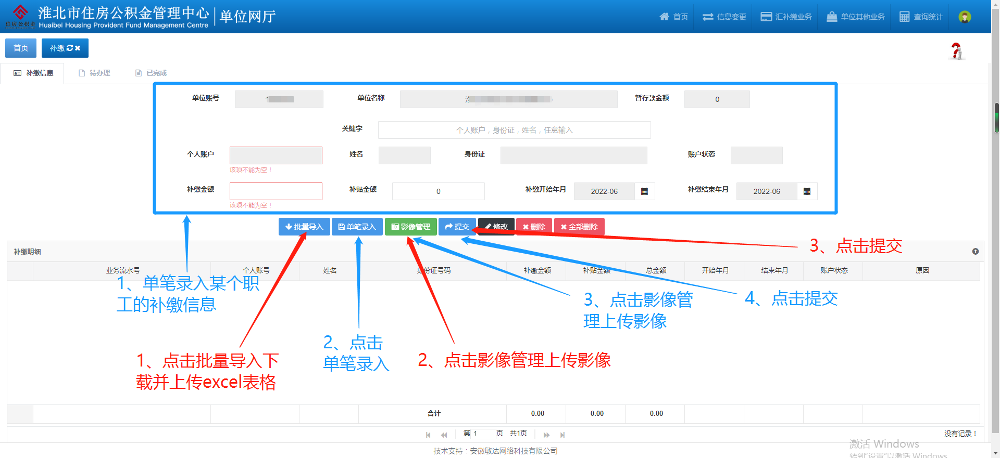 淮北市住房公积金管理中心 | 单位网厅
Huaibei Housing Provident Fund Management Centre
住房公积金
首页 信息变更 汇补缴业务 单位其他业务 查询统计
首页 补缴
补缴信息 待办理 已完成
单位账号 单位名称 暂存款金额 0
关键字 个人账户，身份证，姓名，任意输入
个人账户 姓名 身份证 账户状态
该项不能为空！
补缴金额 补贴金额 0 补缴开始年月 2022-06 补缴结束年月 2022-06
该项不能为空！
批量导入 单笔录入 影像管理 提交 修改 删除 全部删除
3、点击提交
补缴明细
业务流水号 个人账号 姓名 身份证号码 补缴金额 补贴金额 总金额 开始年月 结束年月 账户状态 原因
1、单笔录入某个职
工的补缴信息
3、点击影像管
理上传影像
4、点击提交
2、点击
单笔录入
1、点击批量导入下
载并上传excel表格
2、点击影像管理上传影像
合计 0.00 0.00 0.00
第 1 页 共1页 没有记录！
技术支持：安徽敏达网络科技有限公司
激活 Windows
转到"设置"以激活 Windows